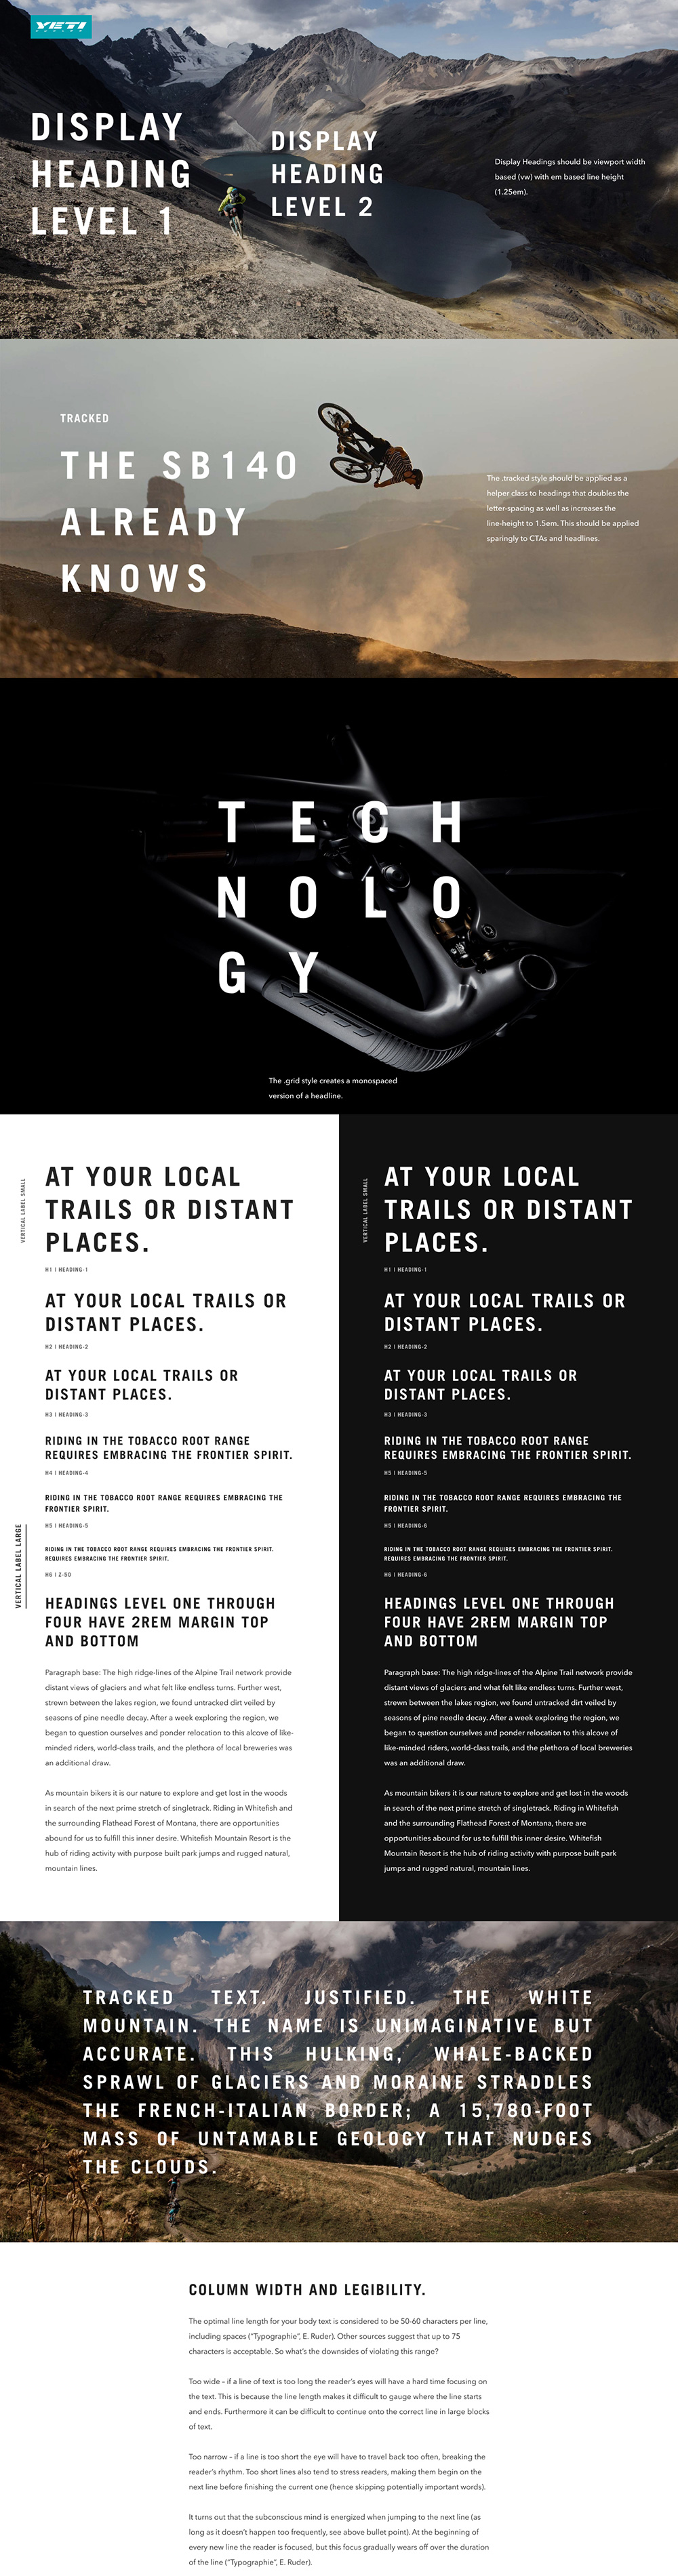 YETI
CYCLES
DISPLAY
HEADING
LEVEL 1
DISPLAY
HEADING
LEVEL 2
Display Headings should be viewport width
based (vw) with em based line height
(1.25em).
TRACKED
THE SB140
ALREADY
KNOWS
The .tracked style should be applied as a
helper class to headings that doubles the
letter-spacing as well as increases the
line-height to 1.5em. This should be applied
sparingly to CTAs and headlines.
TECH
NOLO
GY
YETI
The .grid style creates a monospaced
version of a headline.
VERTICAL LABEL SMALL
AT YOUR LOCAL
TRAILS OR DISTANT
PLACES.
H1 | HEADING-1
AT YOUR LOCAL TRAILS OR
DISTANT PLACES.
H2 | HEADING-2
AT YOUR LOCAL TRAILS OR
DISTANT PLACES.
H3 | HEADING-3
RIDING IN THE TOBACCO ROOT RANGE
REQUIRES EMBRACING THE FRONTIER SPIRIT.
H4 | HEADING-4
RIDING IN THE TOBACCO ROOT RANGE REQUIRES EMBRACING THE
FRONTIER SPIRIT.
H5 | HEADING-5
VERTICAL LABEL LARGE
RIDING IN THE TOBACCO ROOT RANGE REQUIRES EMBRACING THE FRONTIER SPIRIT.
REQUIRES EMBRACING THE FRONTIER SPIRIT.
H6 | Z-50
HEADINGS LEVEL ONE THROUGH
FOUR HAVE 2REM MARGIN TOP
AND BOTTOM
Paragraph base: The high ridge-lines of the Alpine Trail network provide
distant views of glaciers and what felt like endless turns. Further west,
strewn between the lakes region, we found untracked dirt veiled by
seasons of pine needle decay. After a week exploring the region, we
began to question ourselves and ponder relocation to this alcove of like-
minded riders, world-class trails, and the plethora of local breweries was
an additional draw.
As mountain bikers it is our nature to explore and get lost in the woods
in search of the next prime stretch of singletrack. Riding in Whitefish and
the surrounding Flathead Forest of Montana, there are opportunities
abound for us to fulfill this inner desire. Whitefish Mountain Resort is the
hub of riding activity with purpose built park jumps and rugged natural,
mountain lines.
VERTICAL LABEL SMALL
AT YOUR LOCAL
TRAILS OR DISTANT
PLACES.
H1 | HEADING-1
AT YOUR LOCAL TRAILS OR
DISTANT PLACES.
H2 | HEADING-2
AT YOUR LOCAL TRAILS OR
DISTANT PLACES.
H3 | HEADING-3
RIDING IN THE TOBACCO ROOT RANGE
REQUIRES EMBRACING THE FRONTIER SPIRIT.
H5 | HEADING-5
RIDING IN THE TOBACCO ROOT RANGE REQUIRES EMBRACING THE
FRONTIER SPIRIT.
H5 | HEADING-6
RIDING IN THE TOBACCO ROOT RANGE REQUIRES EMBRACING THE FRONTIER SPIRIT.
REQUIRES EMBRACING THE FRONTIER SPIRIT.
H6 | HEADING-6
HEADINGS LEVEL ONE THROUGH
FOUR HAVE 2REM MARGIN TOP
AND BOTTOM
Paragraph base: The high ridge-lines of the Alpine Trail network provide
distant views of glaciers and what felt like endless turns. Further west,
strewn between the lakes region, we found untracked dirt veiled by
seasons of pine needle decay. After a week exploring the region, we
began to question ourselves and ponder relocation to this alcove of
like-minded riders, world-class trails, and the plethora of local breweries
was an additional draw.
As mountain bikers it is our nature to explore and get lost in the woods
in search of the next prime stretch of singletrack. Riding in Whitefish
and the surrounding Flathead Forest of Montana, there are
opportunities abound for us to fulfill this inner desire. Whitefish
Mountain Resort is the hub of riding activity with purpose built park
jumps and rugged natural, mountain lines.
TRACKED TEXT. JUSTIFIED. THE WHITE
MOUNTAIN. THE NAME IS UNIMAGINATIVE BUT
ACCURATE. THIS HULKING, WHALE-BACKED
SPRAWL OF GLACIERS AND MORAINE STRADDLES
THE FRENCH-ITALIAN BORDER; A 15,780-FOOT
MASS OF UNTAMABLE GEOLOGY THAT NUDGES
THE CLOUDS.
COLUMN WIDTH AND LEGIBILITY.
The optimal line length for your body text is considered to be 50-60 characters per line,
including spaces ("Typographie", E. Ruder). Other sources suggest that up to 75
characters is acceptable. So what's the downsides of violating this range?
Too wide – if a line of text is too long the reader's eyes will have a hard time focusing on
the text. This is because the line length makes it difficult to gauge where the line starts
and ends. Furthermore it can be difficult to continue onto the correct line in large blocks
of text.
Too narrow – if a line is too short the eye will have to travel back too often, breaking the
reader's rhythm. Too short lines also tend to stress readers, making them begin on the
next line before finishing the current one (hence skipping potentially important words).
It turns out that the subconscious mind is energized when jumping to the next line (as
long as it doesn't happen too frequently, see above bullet point). At the beginning of
every new line the reader is focused, but this focus gradually wears off over the duration
of the line ("Typographie", E. Ruder).